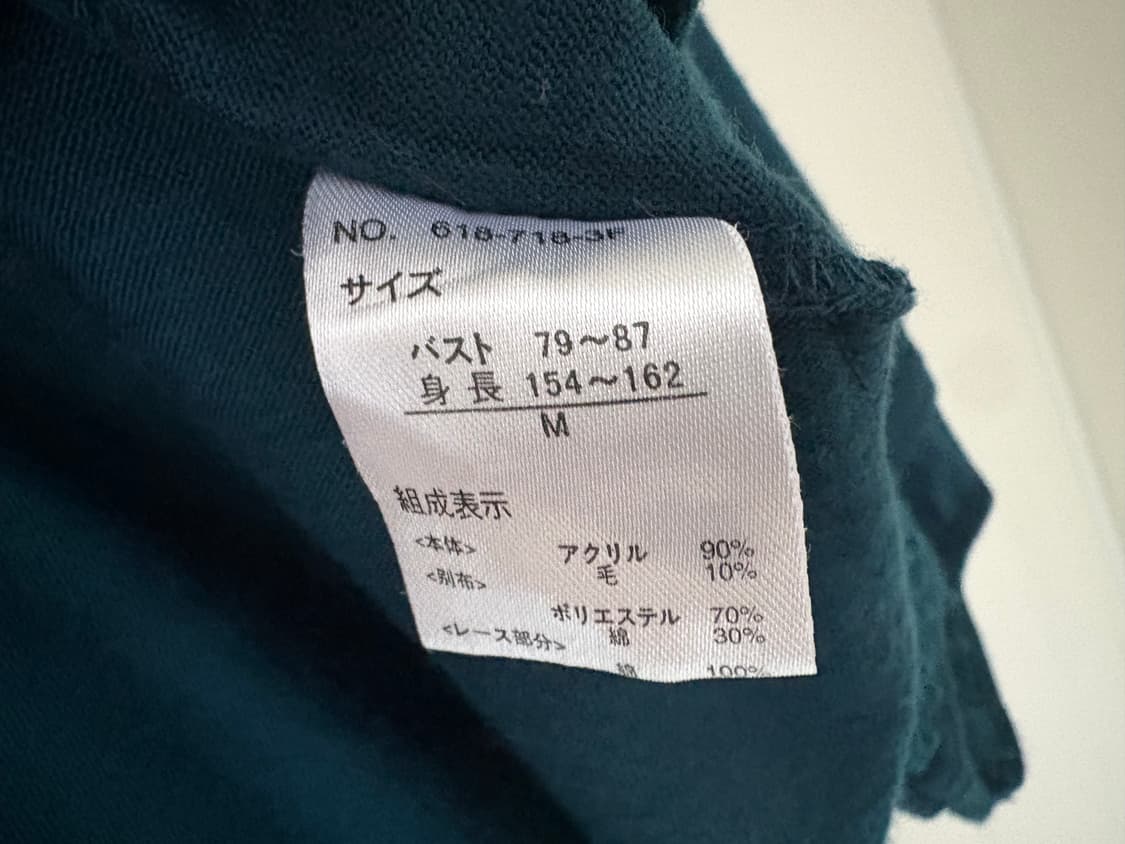 NO. 618-718-3F
サイズ
バスト 79～87
身長 154～162
M
組成表示
<本体> アクリル 90%
毛 10%
<別布>
ポリエステル 70%
綿 30%
<レース部分>
綿 100%